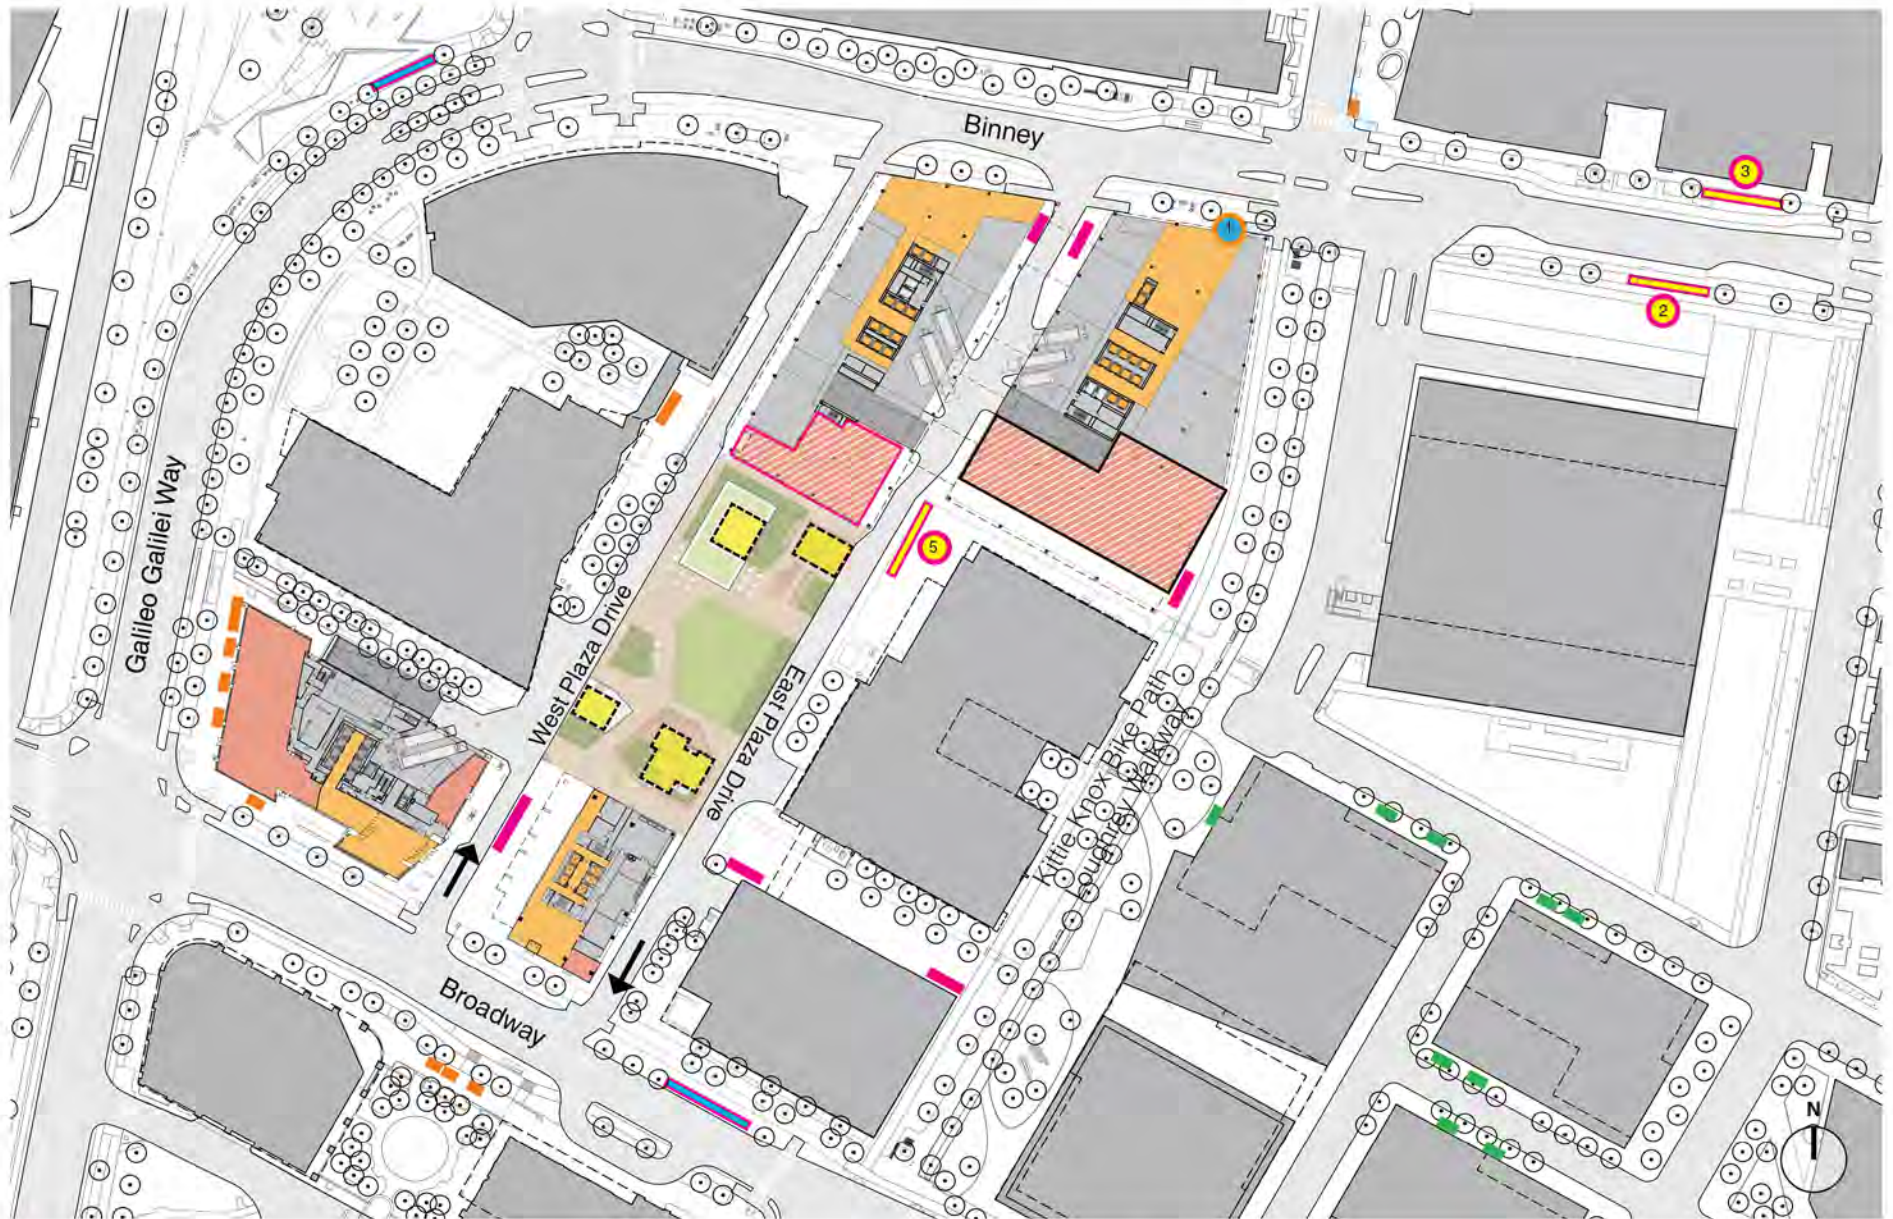 Binney
3
1
2
5
Galileo Galilei Way
West Plaza Drive
East Plaza Drive
Kittie Knox Bike Path
Loughrey Walkway
Broadway
N